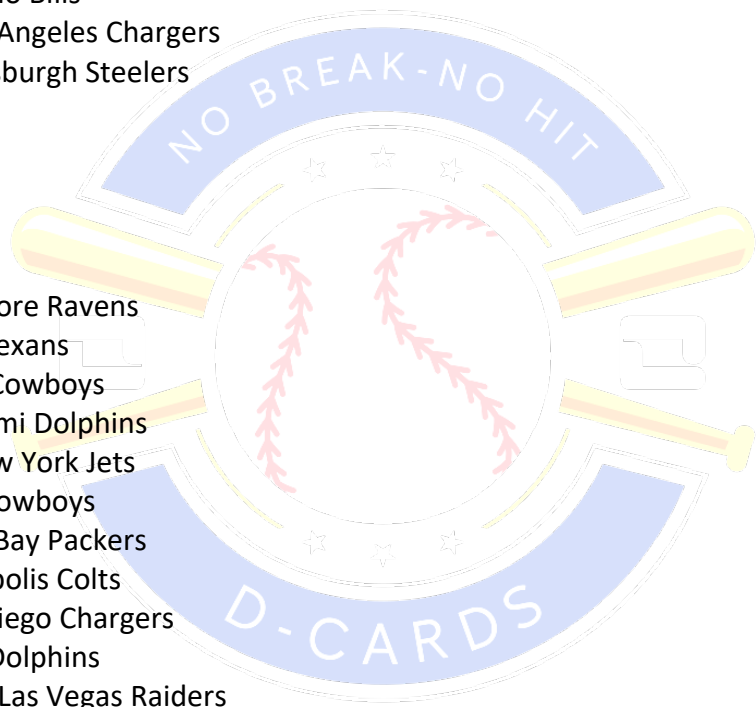 Bills
Angeles Chargers
sburgh Steelers
NO BREAK-NO HIT
ore Ravens
exans
Cowboys
mi Dolphins
w York Jets
owboys
Bay Packers
polis Colts
iego Chargers
Dolphins
Las Vegas Raiders
D-CARDS